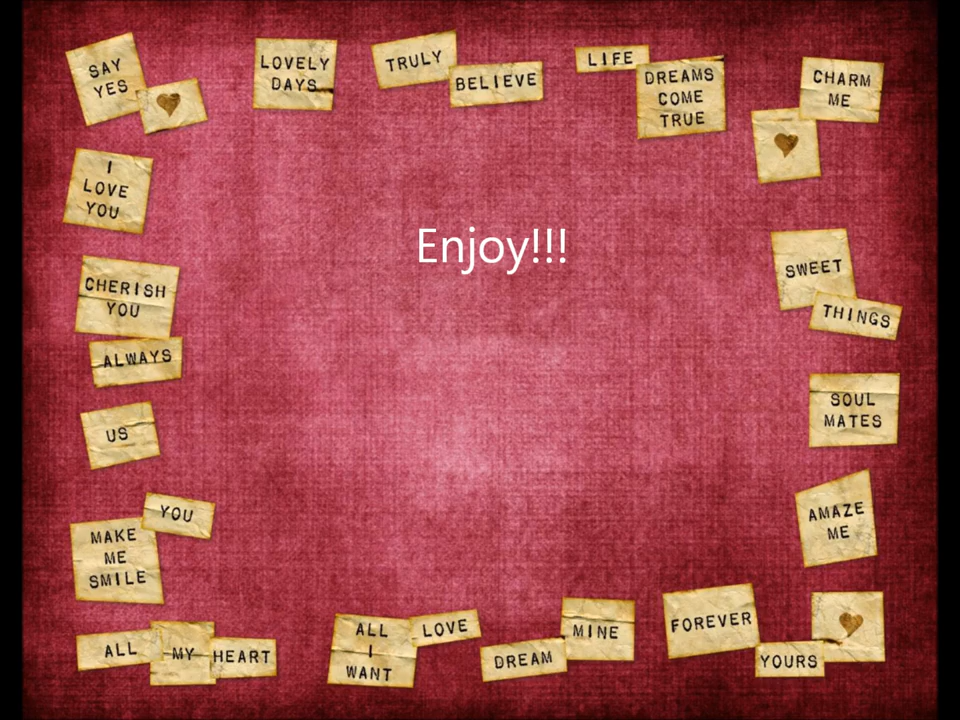 SAY
YES
LOVELY
DAYS
TRULY
BELIEVE
LIFE
DREAMS
COME
TRUE
CHARM
ME
I
LOVE
YOU
Enjoy!!!
SWEET
THINGS
CHERISH
YOU
ALWAYS
SOUL
MATES
US
YOU
MAKE
ME
SMILE
AMAZE
ME
ALL
MY
HEART
ALL
I
WANT
LOVE
DREAM
MINE
FOREVER
YOURS